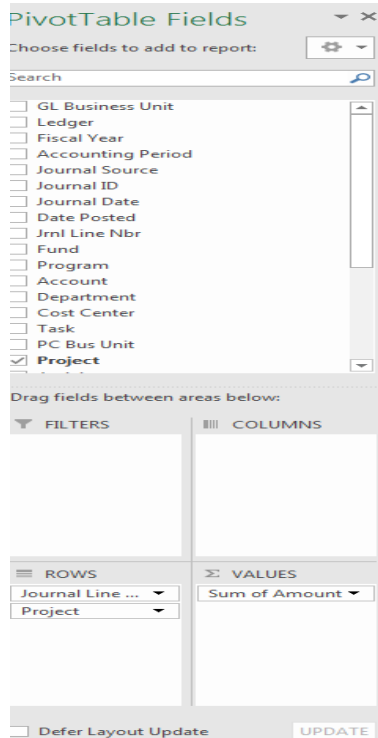 PivotTable Fields
Choose fields to add to report:
Search
GL Business Unit
Ledger
Fiscal Year
Accounting Period
Journal Source
Journal ID
Journal Date
Date Posted
Jrnl Line Nbr
Fund
Program
Account
Department
Cost Center
Task
PC Bus Unit
Project
Drag fields between areas below:
FILTERS
COLUMNS
ROWS
Journal Line ...
Project
Σ VALUES
Sum of Amount
Defer Layout Update
UPDATE